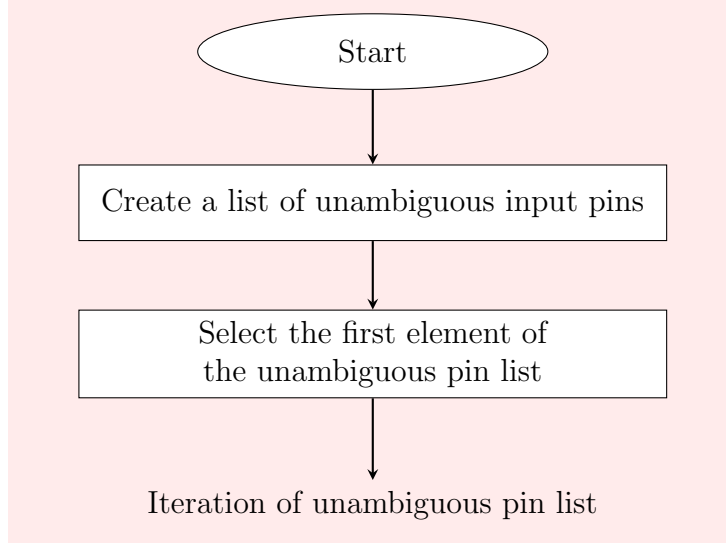 Start
Create a list of unambiguous input pins
Select the first element of
the unambiguous pin list
Iteration of unambiguous pin list